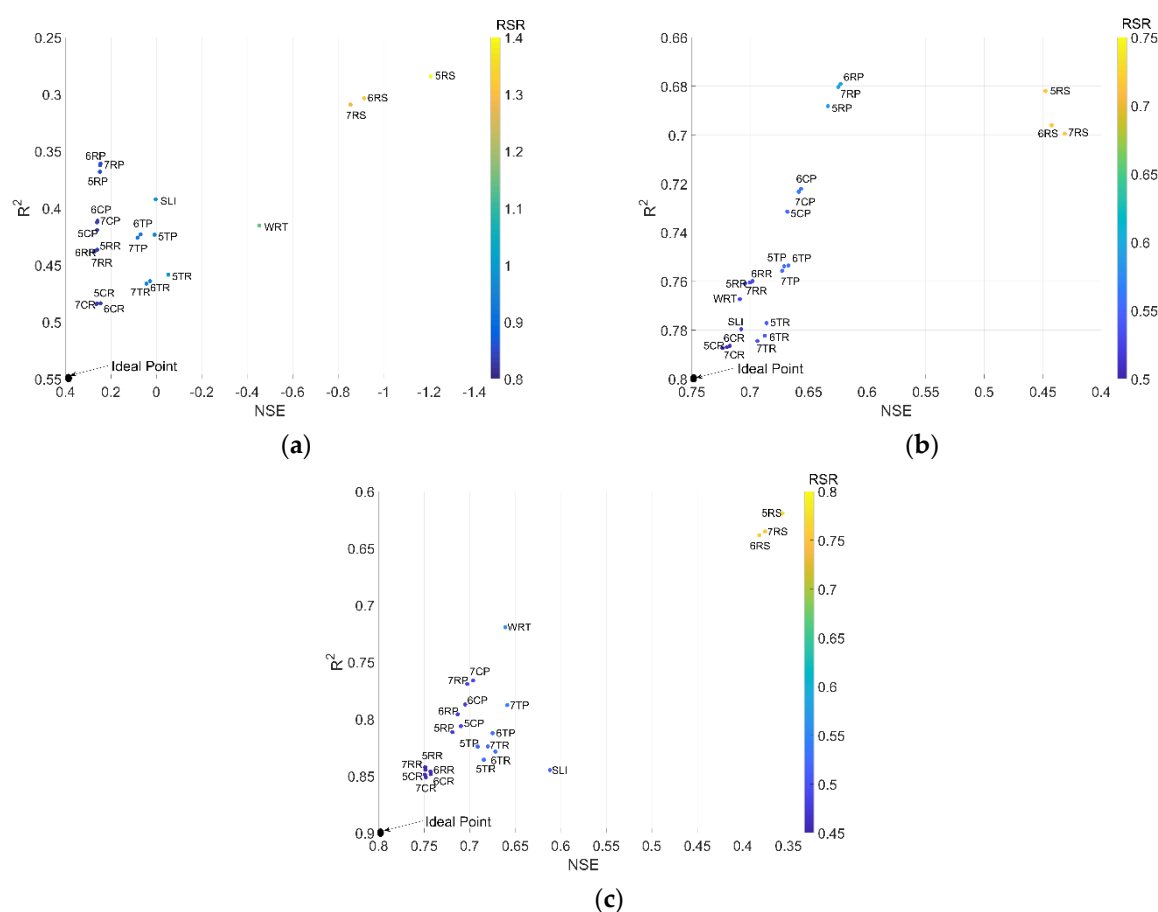 RSR
0.25
0.3
0.35
0.4
0.45
0.5
0.55
R²
5RS
6RS
7RS
6RP
7RP
5RP
SLI
6CP
7CP
5CP
6TP
5TP
7TP
WRT
5RR
6RR
7RR
5TR
7TR
6TR
5CR
7CR
6CR
Ideal Point
0.4 0.2 0 -0.2 -0.4 -0.6 -0.8 -1 -1.2 -1.4
NSE
1.4
1.3
1.2
1.1
1
0.9
0.8
(a)
RSR
0.66
0.68
0.7
0.72
0.74
0.76
0.78
0.8
R²
6RP
7RP
5RP
5RS
6RS
7RS
6CP
7CP
5CP
5TP
6TP
7TP
6RR
5RR
7RR
WRT
SLI
5TR
6CR
6TR
5CR
7TR
7CR
Ideal Point
0.75 0.7 0.65 0.6 0.55 0.5 0.45 0.4
NSE
0.75
0.7
0.65
0.6
0.55
0.5
(b)
RSR
0.6
0.65
0.7
0.75
0.8
0.85
0.9
R²
5RS
7RS
6RS
WRT
7CP
7RP
6CP
7TP
6RP
5CP
5RP
6TP
5TP
7TR
5RR
6TR
7RR
6RR
5TR
SLI
5CR
6CR
7CR
Ideal Point
0.8 0.75 0.7 0.65 0.6 0.55 0.5 0.45 0.4 0.35
NSE
0.8
0.75
0.7
0.65
0.6
0.55
0.5
0.45
(c)